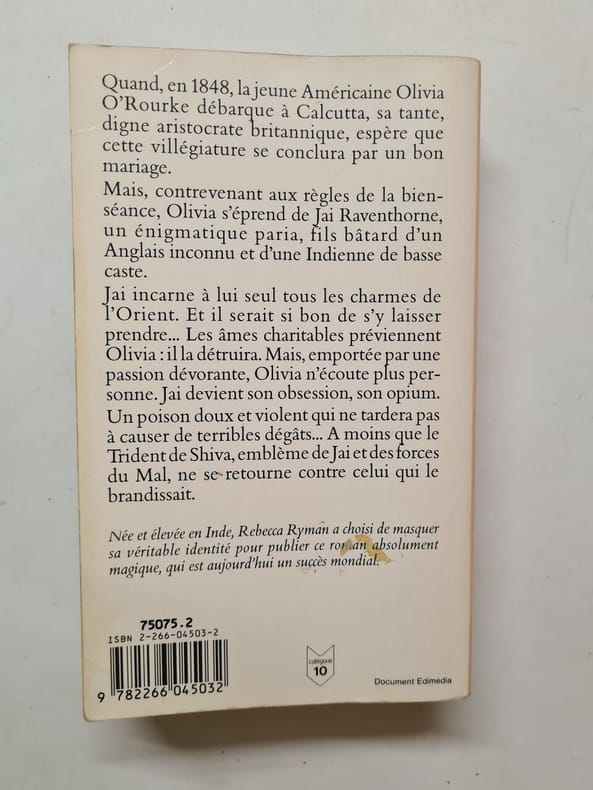 Quand, en 1848, la jeune Américaine Olivia
O'Rourke débarque à Calcutta, sa tante,
digne aristocrate britannique, espère que
cette villégiature se conclura par un bon
mariage.
Mais, contrevenant aux règles de la bien-
séance, Olivia s'éprend de Jai Raventhorne,
un énigmatique paria, fils bâtard d'un
Anglais inconnu et d'une Indienne de basse
caste.
Jai incarne à lui seul tous les charmes de
l'Orient. Et il serait si bon de s'y laisser
prendre... Les âmes charitables préviennent
Olivia : il la détruira. Mais, emportée par une
passion dévorante, Olivia n'écoute plus per-
sonne. Jai devient son obsession, son opium.
Un poison doux et violent qui ne tardera pas
à causer de terribles dégâts... A moins que le
Trident de Shiva, emblème de Jai et des forces
du Mal, ne se retourne contre celui qui le
brandissait.
Née et élevée en Inde, Rebecca Ryman a choisi de masquer
sa véritable identité pour publier ce roman absolument
magique, qui est aujourd'hui un succès mondial.
75075.2
ISBN 2-266-04503-2
9 782266 045032
catégorie
10
Document Edimedia